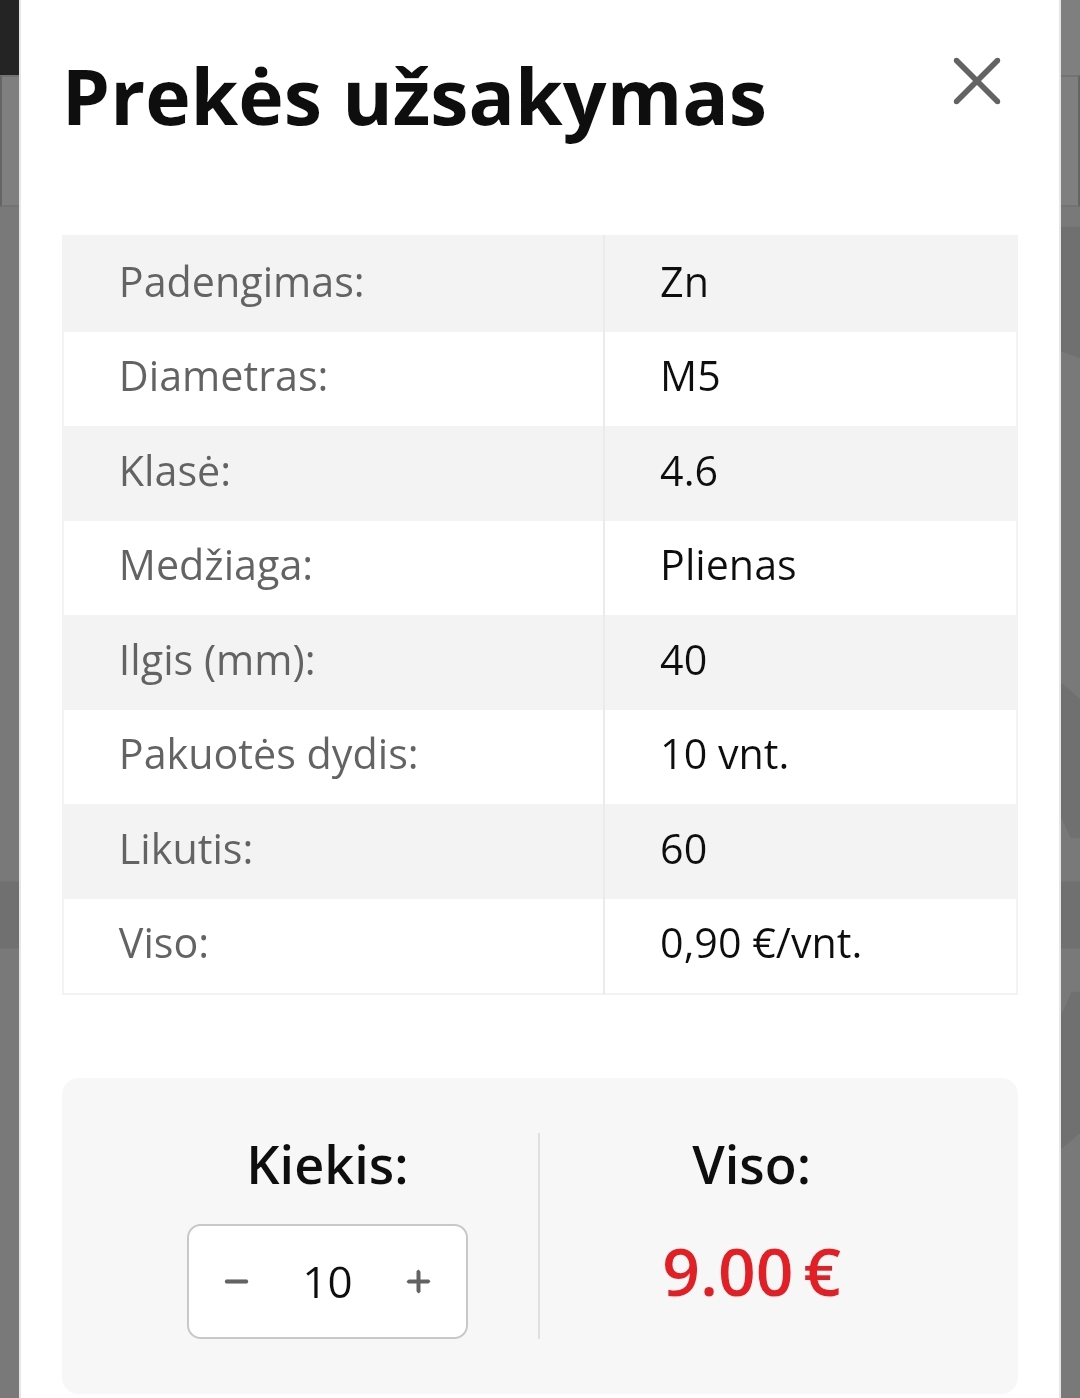 Prekės užsakymas
Padengimas: Zn
Diametras: M5
Klasė: 4.6
Medžiaga: Plienas
Ilgis (mm): 40
Pakuotės dydis: 10 vnt.
Likutis: 60
Viso: 0,90 €/vnt.
Kiekis: Viso:
− 10 + 9.00 €